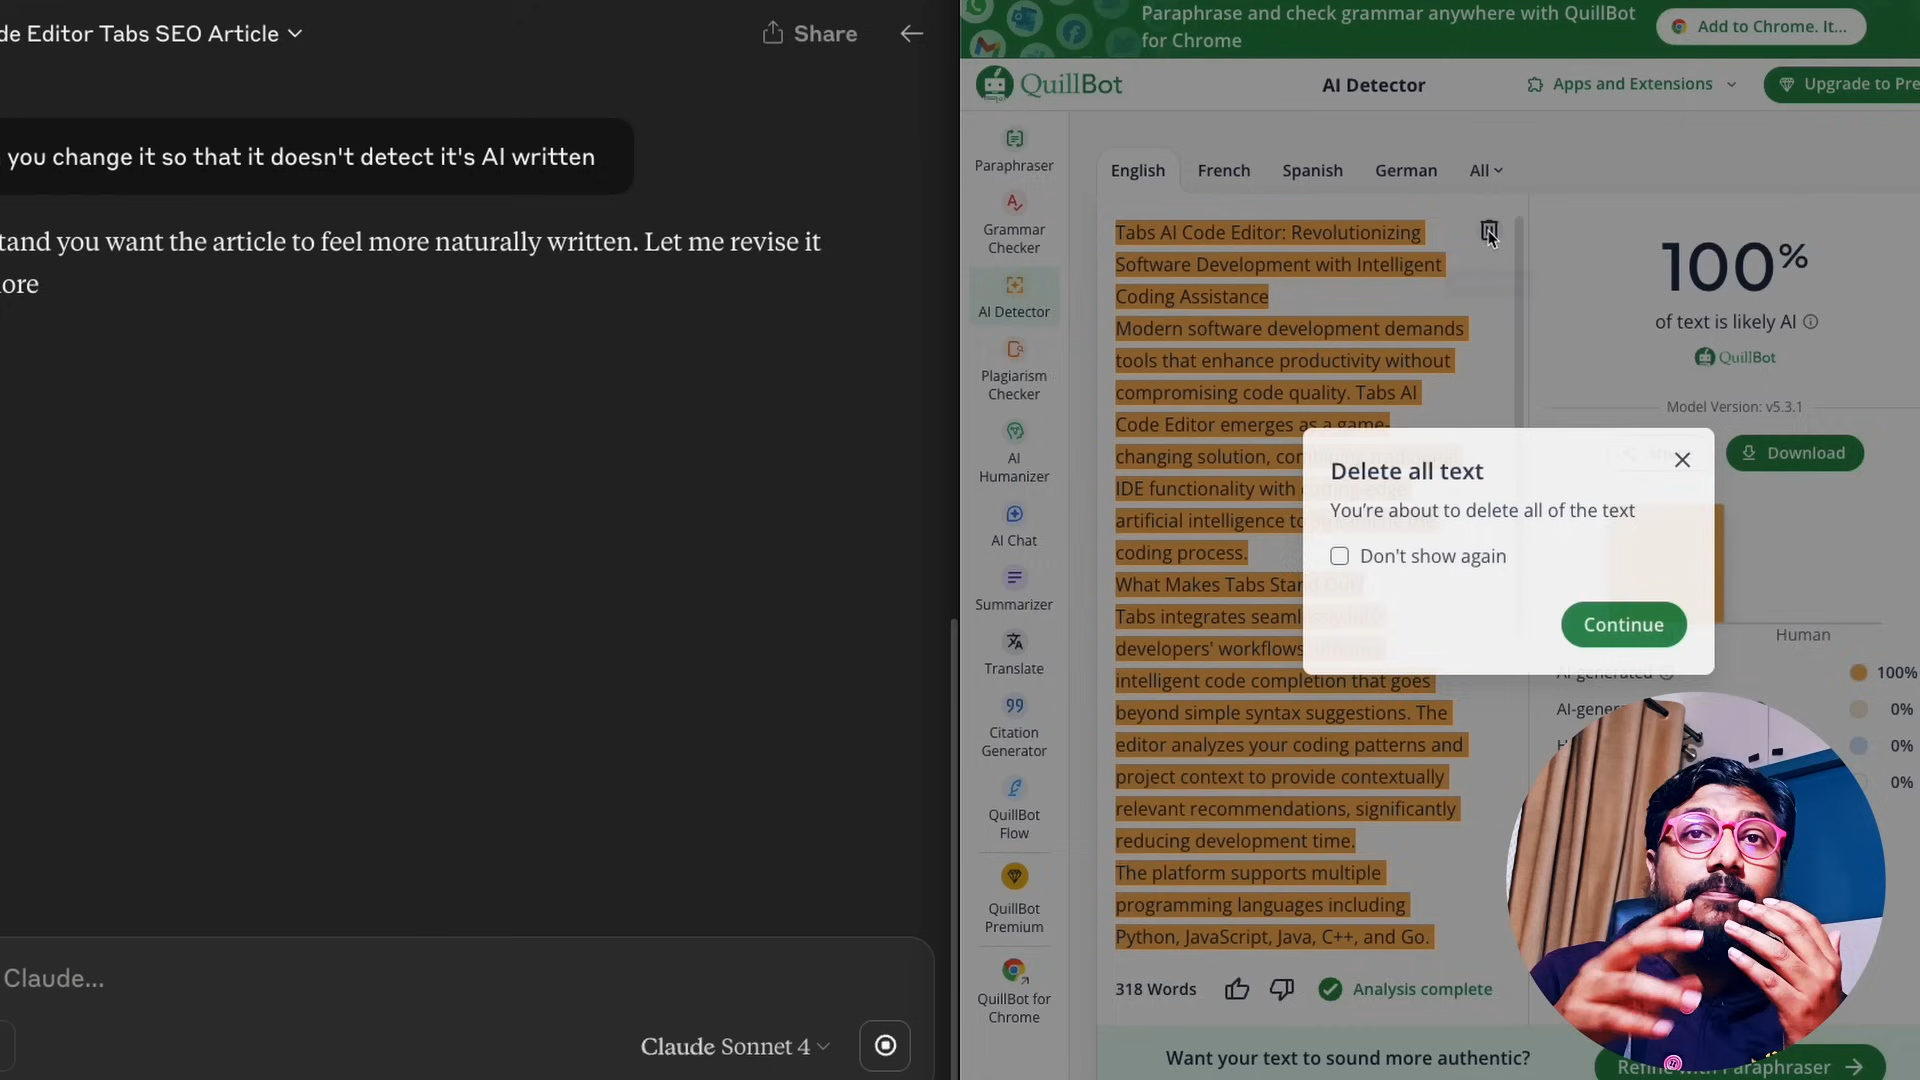 de Editor Tabs SEO Article
Share
you change it so that it doesn't detect it's AI written
tand you want the article to feel more naturally written. Let me revise it
ore
Claude...
Claude Sonnet 4
Paraphrase and check grammar anywhere with QuillBot
for Chrome
Add to Chrome. It...
QuillBot
AI Detector
Apps and Extensions
Upgrade to Pre
Paraphraser
Grammar
Checker
AI Detector
Plagiarism
Checker
AI
Humanizer
AI Chat
Summarizer
Translate
Citation
Generator
QuillBot
Flow
QuillBot
Premium
QuillBot for
Chrome
English French Spanish German All
Tabs AI Code Editor: Revolutionizing
Software Development with Intelligent
Coding Assistance
Modern software development demands
tools that enhance productivity without
compromising code quality. Tabs AI
Code Editor emerges as a game-
changing solution,
IDE functionality with
artificial intelligence
coding process.
What Makes Tabs
Tabs integrates
developers' workflows
intelligent code completion that goes
beyond simple syntax suggestions. The
editor analyzes your coding patterns and
project context to provide contextually
relevant recommendations, significantly
reducing development time.
The platform supports multiple
programming languages including
Python, JavaScript, Java, C++, and Go.
318 Words
Analysis complete
100%
of text is likely AI
QuillBot
Model Version: v5.3.1
Download
Delete all text
You're about to delete all of the text
Don't show again
Continue
Human
AI-generated 100%
AI-gener 0%
0%
0%
Want your text to sound more authentic?
Refine with Paraphraser